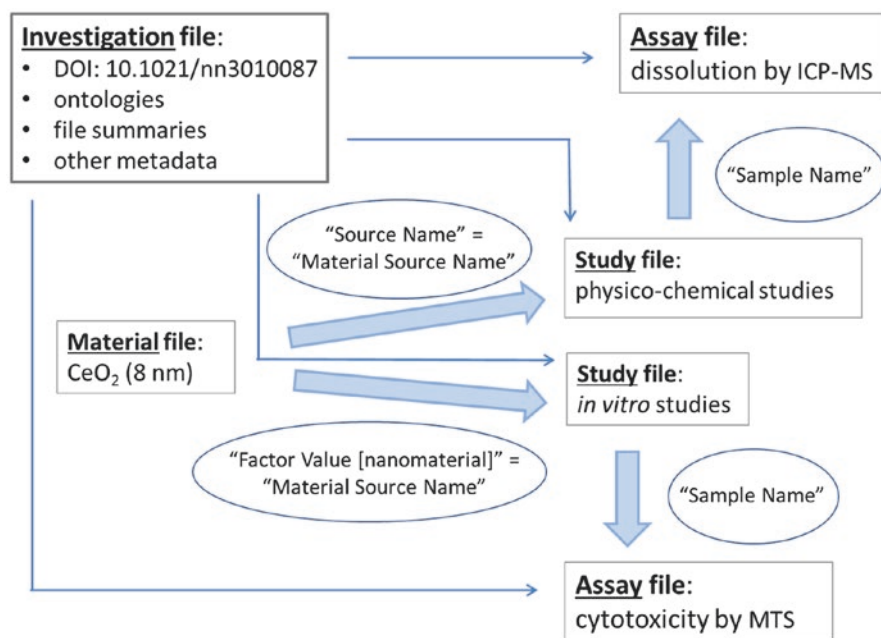 Investigation file:
• DOI: 10.1021/nn3010087
• ontologies
• file summaries
• other metadata
Assay file:
dissolution by ICP-MS
“Sample Name”
“Source Name” =
“Material Source Name”
Study file:
physico-chemical studies
Material file:
CeO₂ (8 nm)
Study file:
in vitro studies
“Factor Value [nanomaterial]” =
“Material Source Name”
“Sample Name”
Assay file:
cytotoxicity by MTS